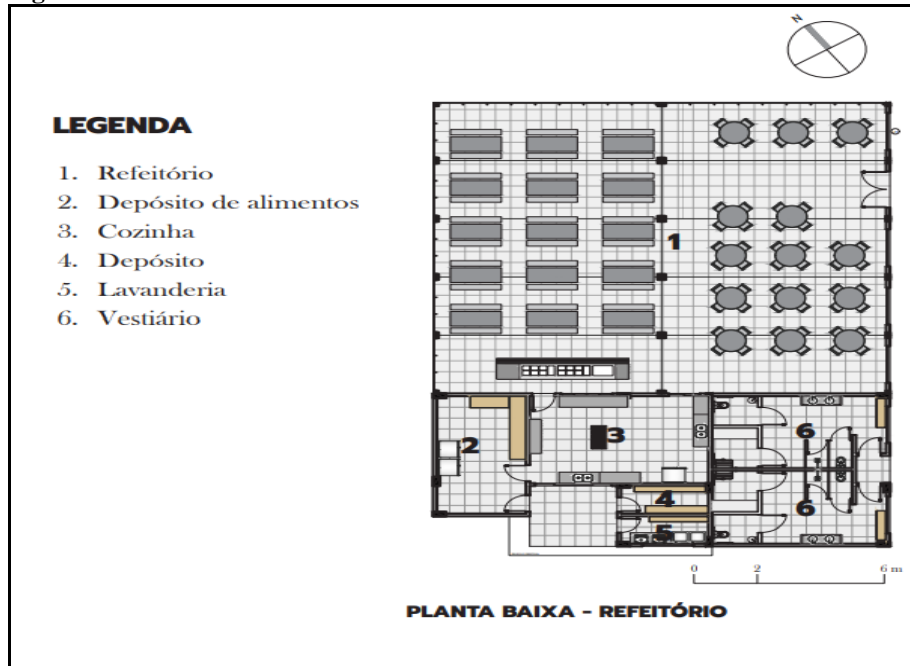 N
LEGENDA
1. Refeitório
2. Depósito de alimentos
3. Cozinha
4. Depósito
5. Lavanderia
6. Vestiário
1
2
3
6
4
6
5
0 2 6 m
PLANTA BAIXA - REFEITÓRIO